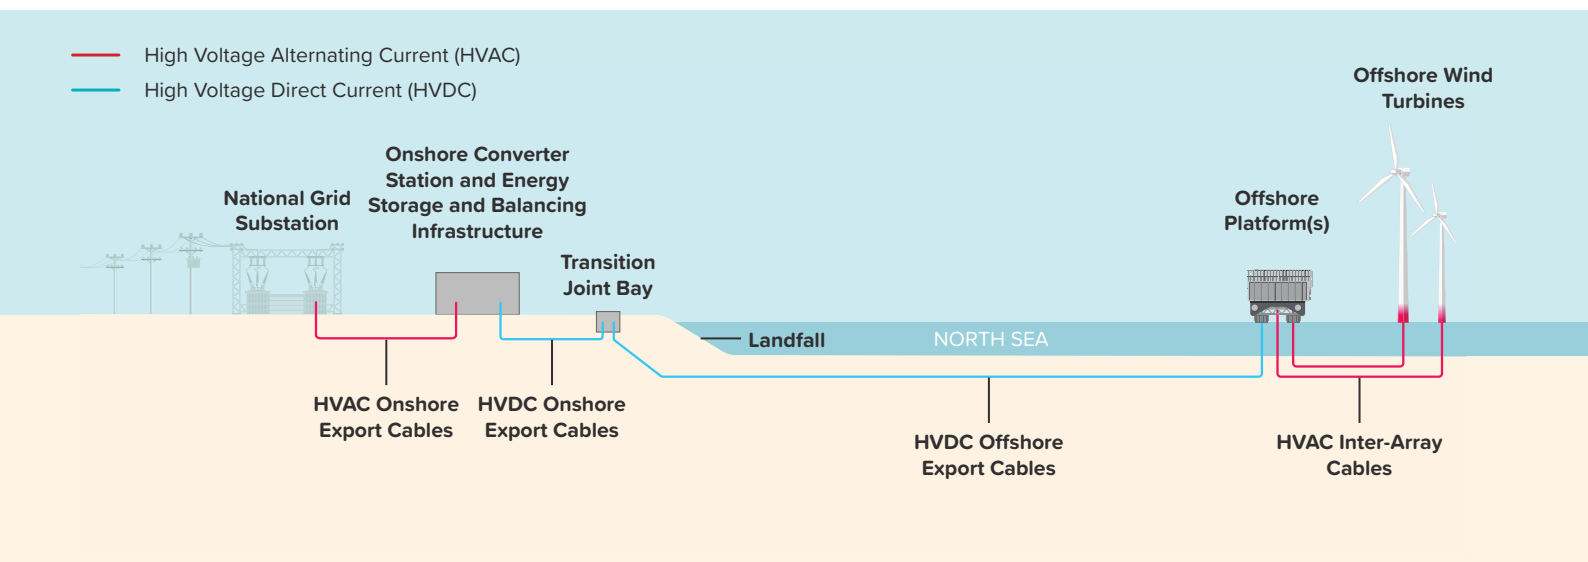 High Voltage Alternating Current (HVAC)
High Voltage Direct Current (HVDC)
Offshore Wind
Turbines
Onshore Converter
Station and Energy
Storage and Balancing
Infrastructure
National Grid
Substation
Offshore
Platform(s)
Transition
Joint Bay
Landfall
NORTH SEA
HVAC Onshore
Export Cables
HVDC Onshore
Export Cables
HVDC Offshore
Export Cables
HVAC Inter-Array
Cables